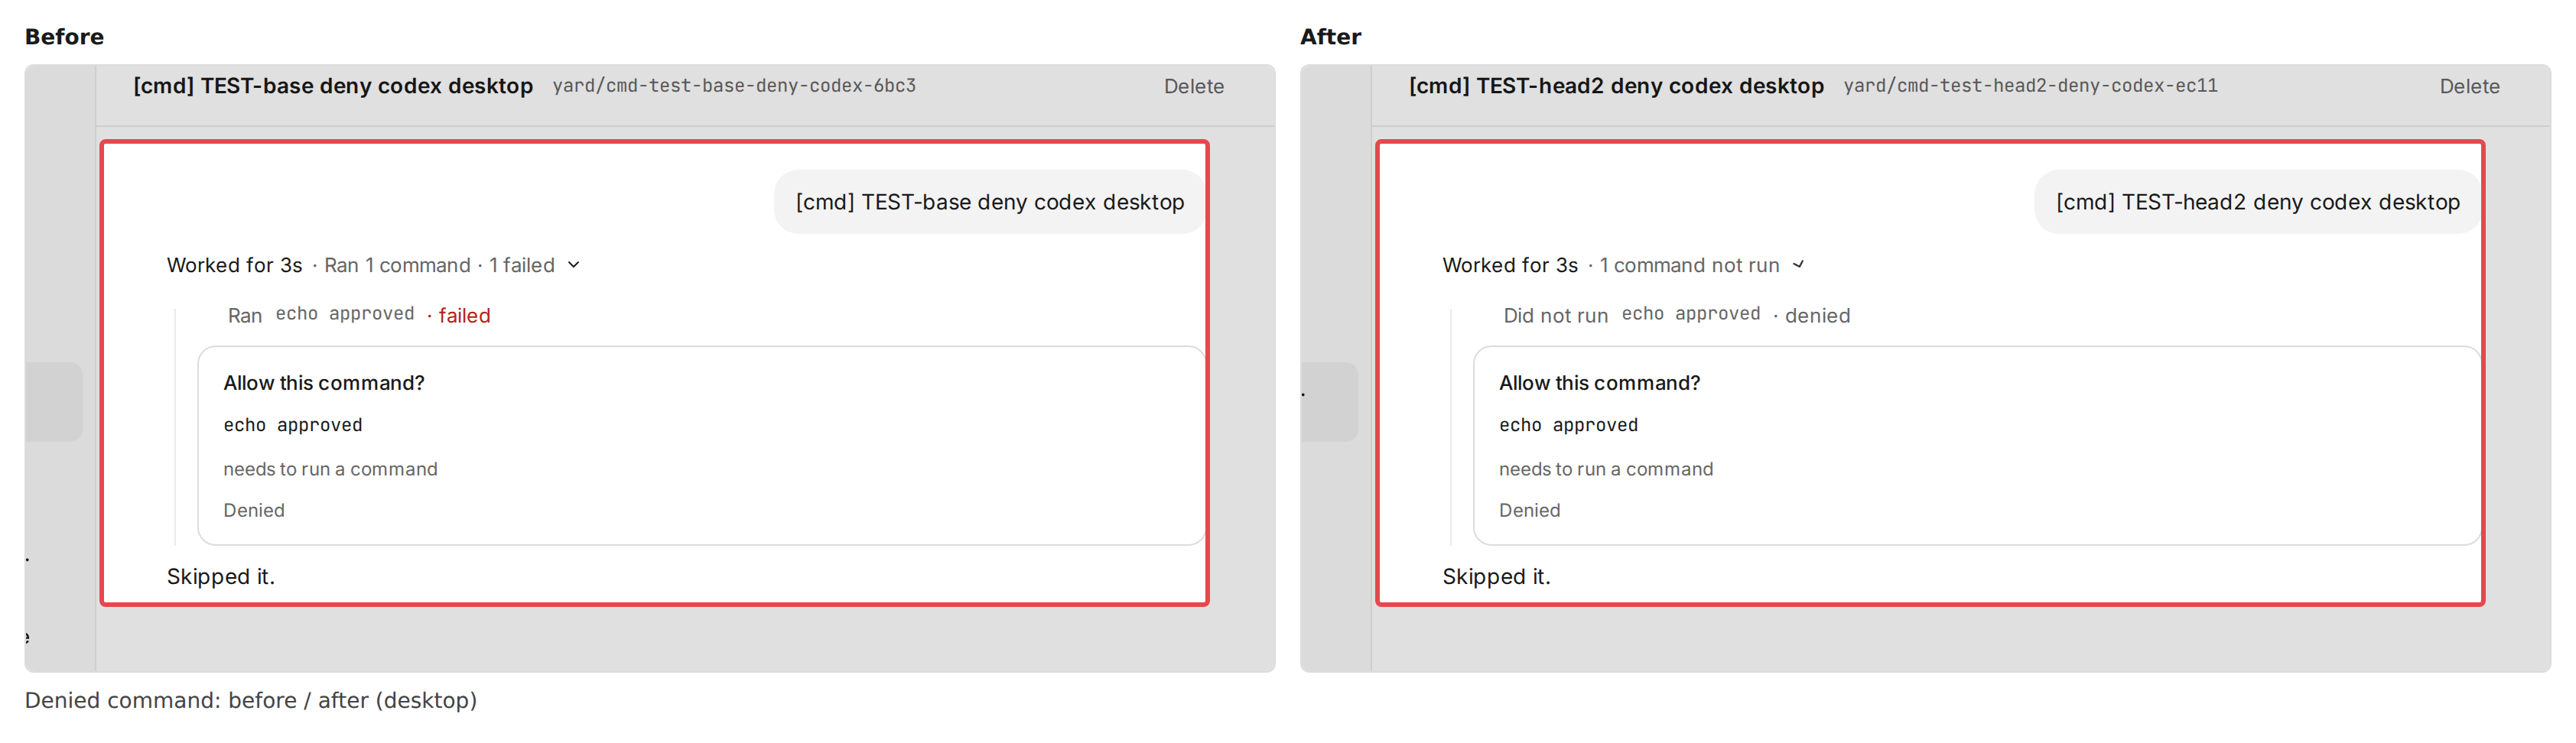 Before
[cmd] TEST-base deny codex desktop yard/cmd-test-base-deny-codex-6bc3 Delete
[cmd] TEST-base deny codex desktop
Worked for 3s · Ran 1 command · 1 failed
Ran echo approved · failed
Allow this command?
echo approved
needs to run a command
Denied
Skipped it.
After
[cmd] TEST-head2 deny codex desktop yard/cmd-test-head2-deny-codex-ec11 Delete
[cmd] TEST-head2 deny codex desktop
Worked for 3s · 1 command not run
Did not run echo approved · denied
Allow this command?
echo approved
needs to run a command
Denied
Skipped it.
Denied command: before / after (desktop)